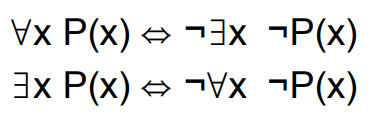 ∀x P(x) ⇔ ¬∃x ¬P(x)
∃x P(x) ⇔ ¬∀x ¬P(x)